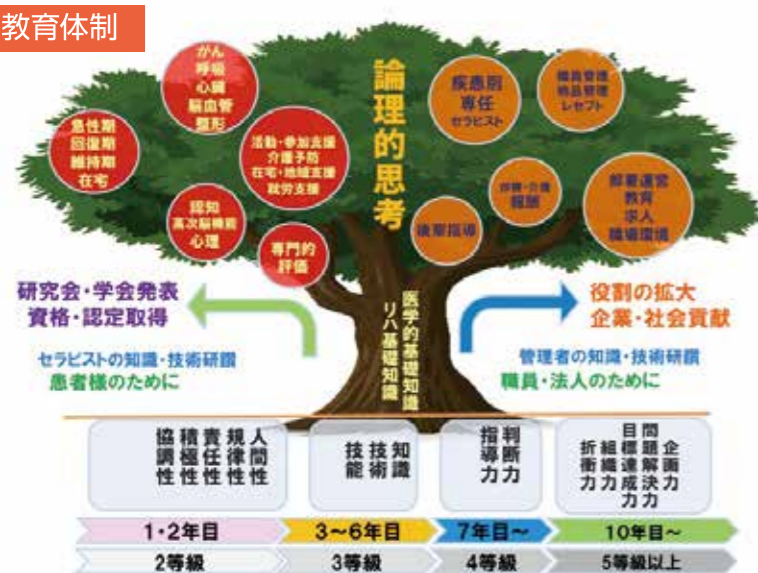 教育体制
論理的思考
がん
呼吸
心臓
脳血管
整形
急性期
回復期
維持期
在宅
活動・参加支援
介護予防
在宅・地域支援
就労支援
認知
高次脳機能
心理
専門的
評価
疾患別
専任
セラピスト
職員管理
物品管理
レセプト
診療・介護
報酬
後輩指導
部署運営
教育
求人
職場環境
医学的基礎知識
リハ基礎知識
研究会・学会発表
資格・認定取得
セラピストの知識・技術研鑽
患者様のために
役割の拡大
企業・社会貢献
管理者の知識・技術研鑽
職員・法人のために
人間性
規律性
責任性
積極性
協調性
知識
技術
技能
判断力
指導力
企画力
問題解決力
目標達成力
組織力
折衝力
1・2年目
3〜6年目
7年目〜
10年目〜
2等級
3等級
4等級
5等級以上